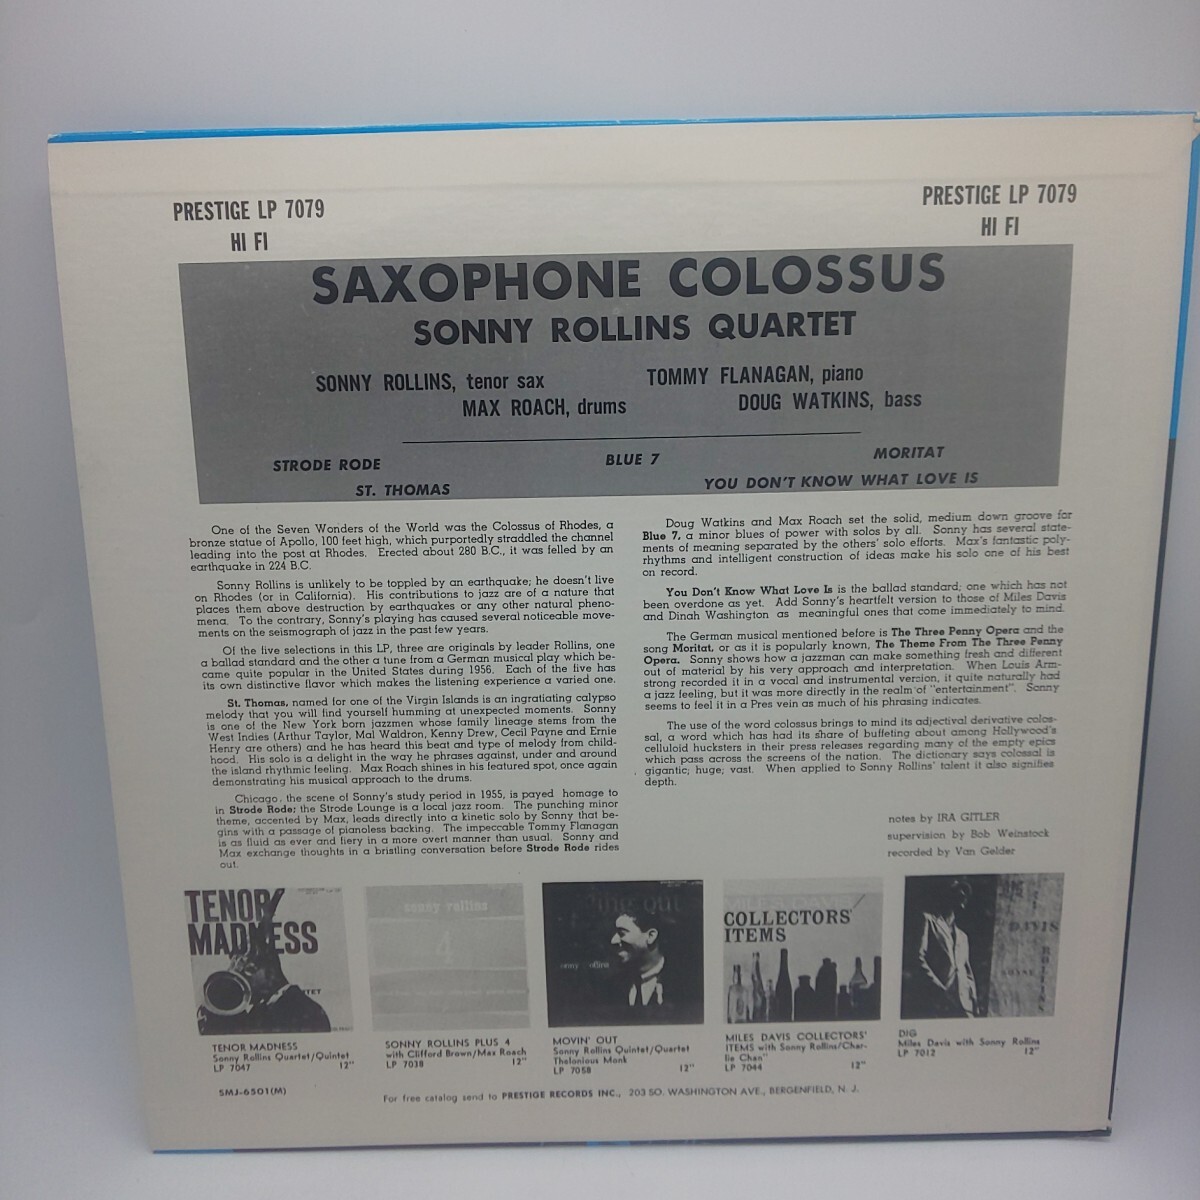 PRESTIGE LP 7079
HI FI
PRESTIGE LP 7079
HI FI
SAXOPHONE COLOSSUS
SONNY ROLLINS QUARTET
SONNY ROLLINS, tenor sax
TOMMY FLANAGAN, piano
MAX ROACH, drums
DOUG WATKINS, bass
STRODE RODE
BLUE 7
MORITAT
ST. THOMAS
YOU DON'T KNOW WHAT LOVE IS
One of the Seven Wonders of the World was the Colossus of Rhodes, a
bronze statue of Apollo, 100 feet high, which purportedly straddled the channel
leading into the post at Rhodes. Erected about 280 B.C., it was felled by an
earthquake in 224 B.C.
Sonny Rollins is unlikely to be toppled by an earthquake; he doesn't live
on Rhodes (or in California). His contributions to jazz are of a nature that
places them above destruction by earthquakes or any other natural pheno-
mena. To the contrary, Sonny's playing has caused several noticeable move-
ments on the seismograph of jazz in the past few years.
Of the five selections in this LP, three are originals by leader Rollins, one
a ballad standard and the other a tune from a German musical play which be-
came quite popular in the United States during 1956. Each of the five has
its own distinctive flavor which makes the listening experience a varied one.
St. Thomas, named for one of the Virgin Islands is an ingratiating calypso
melody that you will find yourself humming at unexpected moments. Sonny
is one of the New York born jazzmen whose family lineage stems from the
West Indies (Arthur Taylor, Mal Waldron, Kenny Drew, Cecil Payne and Ernie
Henry are others) and he has heard this beat and type of melody from child-
hood. His solo is a delight in the way he phrases against, under and around
the island rhythmic feeling. Max Roach shines in his featured spot, once again
demonstrating his musical approach to the drums.
Chicago, the scene of Sonny's study period in 1955, is payed homage to
in Strode Rode; the Strode Lounge is a local jazz room. The punching minor
theme, accented by Max, leads directly into a kinetic solo by Sonny that be-
gins with a passage of pianoless backing. The impeccable Tommy Flanagan
is as fluid as ever and fiery in a more overt manner than usual. Sonny and
Max exchange thoughts in a bristling conversation before Strode Rode rides
out.
Doug Watkins and Max Roach set the solid, medium down groove for
Blue 7, a minor blues of power with solos by all. Sonny has several state-
ments of meaning separated by the others' solo efforts. Max's fantastic poly-
rhythms and intelligent construction of ideas make his solo one of his best
on record.
You Don't Know What Love Is is the ballad standard; one which has not
been overdone as yet. Add Sonny's heartfelt version to those of Miles Davis
and Dinah Washington as meaningful ones that come immediately to mind.
The German musical mentioned before is The Three Penny Opera and the
song Moritat, or as it is popularly known, The Theme From The Three Penny
Opera. Sonny shows how a jazzman can make something fresh and different
out of material by his very approach and interpretation. When Louis Arm-
strong recorded it in a vocal and instrumental version, it quite naturally had
a jazz feeling, but it was more directly in the realm of "entertainment". Sonny
seems to feel it in a Pres vein as much of his phrasing indicates.
The use of the word colossus brings to mind its adjectival derivative colos-
sal, a word which has had its share of buffeting about among Hollywood's
celluloid hucksters in their press releases regarding many of the empty epics
which pass across the screens of the nation. The dictionary says colossal is
gigantic; huge; vast. When applied to Sonny Rollins' talent it also signifies
depth.
notes by IRA GITLER
supervision by Bob Weinstock
recorded by Van Gelder
TENOR
MADNESS
sonny rollins
4
COLLECTORS'
ITEMS
DAVIS
TENOR MADNESS
Sonny Rollins Quartet/Quintet
LP 7047 12"
SONNY ROLLINS PLUS 4
with Clifford Brown/Max Roach
LP 7038 12"
MOVIN' OUT
Sonny Rollins Quintet/Quartet
Thelonious Monk
LP 7058 12"
MILES DAVIS COLLECTORS'
ITEMS with Sonny Rollins/Char-
lie Chan"
LP 7044 12"
DIG
Miles Davis with Sonny Rollins
LP 7012 12"
SMJ-6501(M)
For free catalog send to PRESTIGE RECORDS INC., 203 SO. WASHINGTON AVE., BERGENFIELD, N. J.